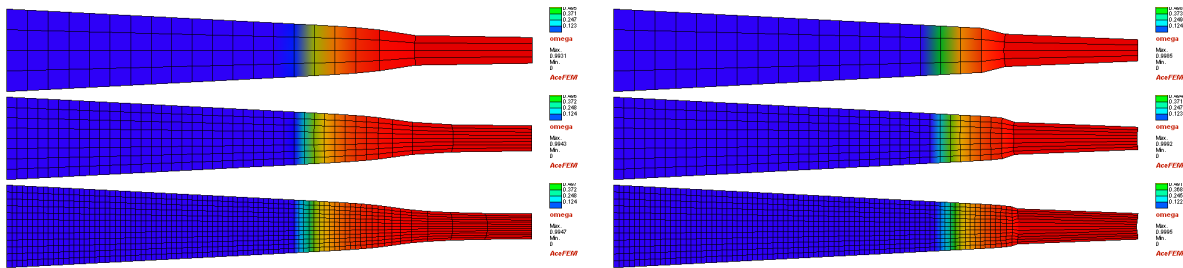 0.371
0.247
0.123
omega
Max.
0.9931
Min.
0
AceFEM
0.373
0.248
0.124
omega
Max.
0.9985
Min.
0
AceFEM
0.372
0.248
0.124
omega
Max.
0.9943
Min.
0
AceFEM
0.371
0.247
0.123
omega
Max.
0.9992
Min.
0
AceFEM
0.372
0.248
0.124
omega
Max.
0.9947
Min.
0
AceFEM
0.368
0.245
0.122
omega
Max.
0.9995
Min.
0
AceFEM